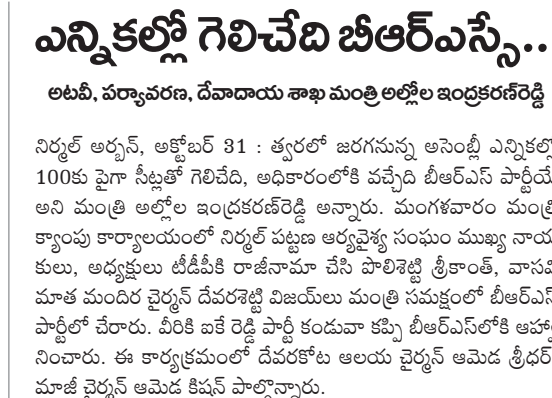 ఎన్నికల్లో గెలిచేది బీఆర్ఎస్సే..
అటవీ, పర్యావరణ, దేవాదాయ శాఖ మంత్రి అల్లోల ఇంద్రకరణ్‌రెడ్డి
నిర్మల్ అర్బన్, అక్టోబర్ 31 : త్వరలో జరగనున్న అసెంబ్లీ ఎన్నికల్లో
100కు పైగా సీట్లతో గెలిచేది, అధికారంలోకి వచ్చేది బీఆర్ఎస్ పార్టీయే
అని మంత్రి అల్లోల ఇంద్రకరణ్‌రెడ్డి అన్నారు. మంగళవారం మంత్రి
క్యాంపు కార్యాలయంలో నిర్మల్ పట్టణ ఆర్యవైశ్య సంఘం ముఖ్య నాయ
కులు, అధ్యక్షులు టీడీపీకి రాజీనామా చేసి పొలిశెట్టి శ్రీకాంత్, వాసవి
మాత మందిర చైర్మన్ దేవరశెట్టి విజయ్‌లు మంత్రి సమక్షంలో బీఆర్ఎస్
పార్టీలో చేరారు. వీరికి ఐకే రెడ్డి పార్టీ కండువా కప్పి బీఆర్ఎస్‌లోకి ఆహ్వా
నించారు. ఈ కార్యక్రమంలో దేవరకోట ఆలయ చైర్మన్ ఆమెడ శ్రీధర్
మాజీ చైర్మన్ ఆమెడ కిషన్ పాల్గొన్నారు.